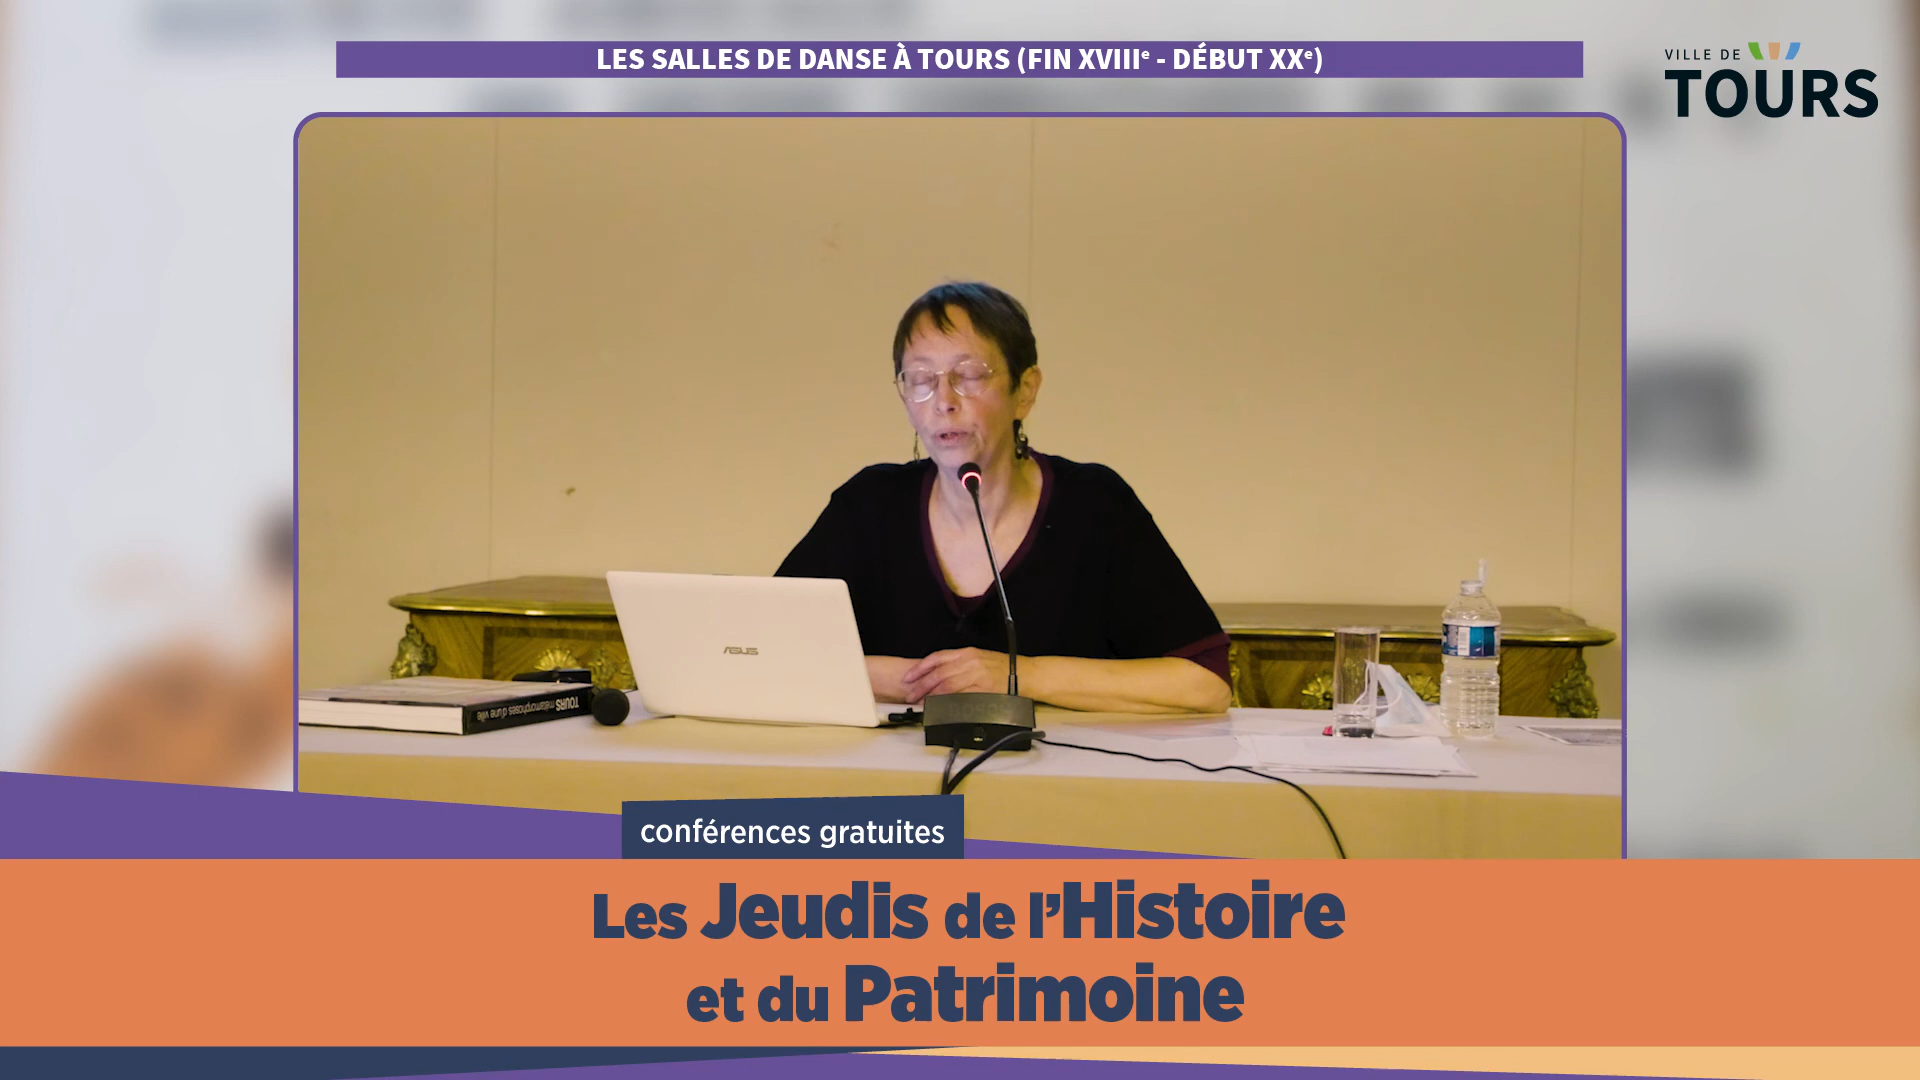 LES SALLES DE DANSE À TOURS (FIN XVIIIe - DÉBUT XXe)
VILLE DE
TOURS
ASUS
TOURS métamorphoses d'une ville
conférences gratuites
Les Jeudis de l'Histoire
et du Patrimoine